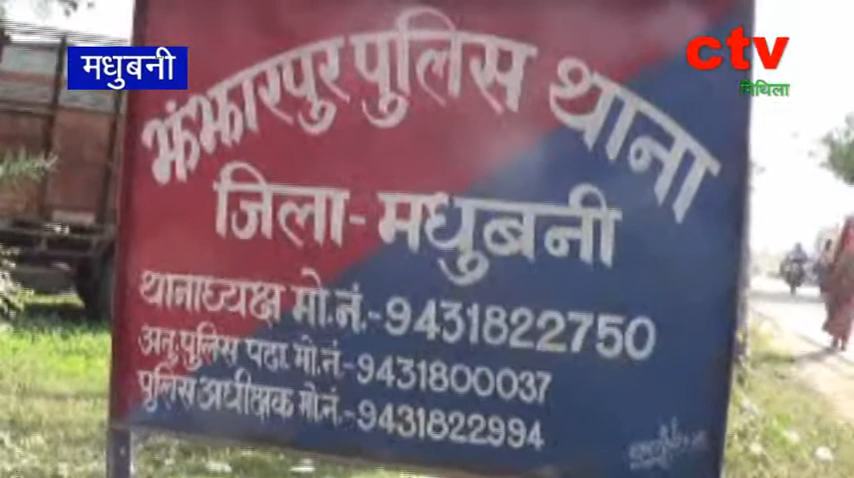 मधुबनी
ctv
मिथिला
झंझारपुर पुलिस थाना
जिला-मधुबनी
थानाध्यक्ष मो.नं.-9431822750
अनु.पुलिस पदा. मो.नं-9431800037
पुलिस अधीक्षक मो.नं.-9431822994